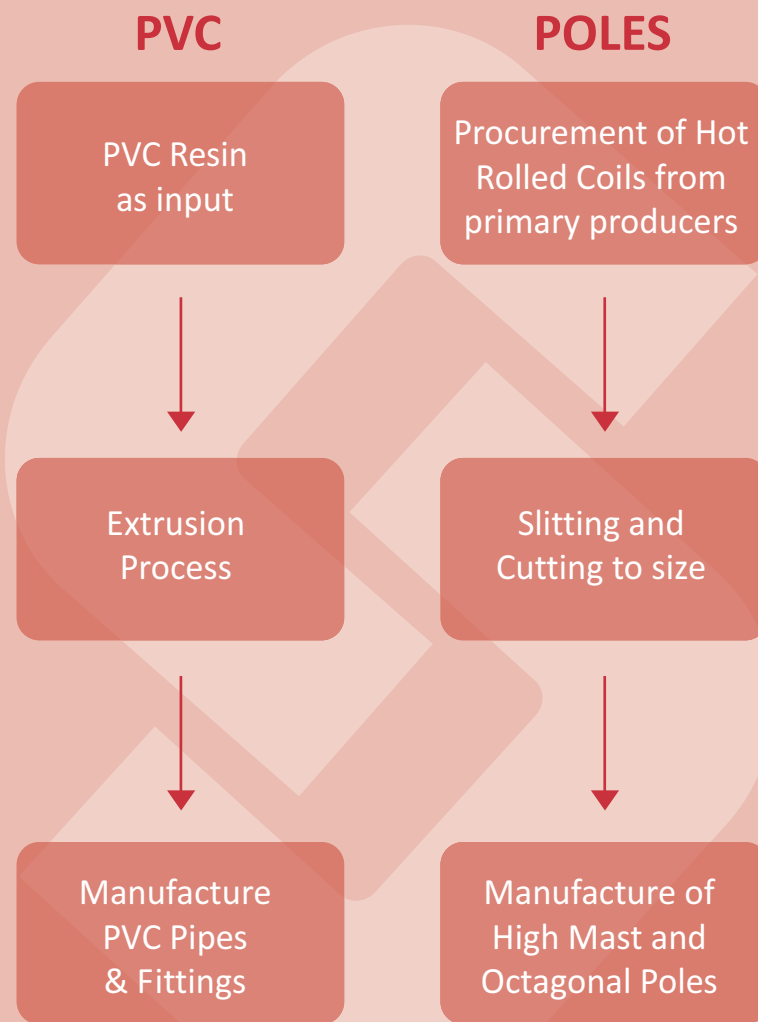 PVC
PVC Resin
as input
Extrusion
Process
Manufacture
PVC Pipes
& Fittings
POLES
Procurement of Hot
Rolled Coils from
primary producers
Slitting and
Cutting to size
Manufacture of
High Mast and
Octagonal Poles